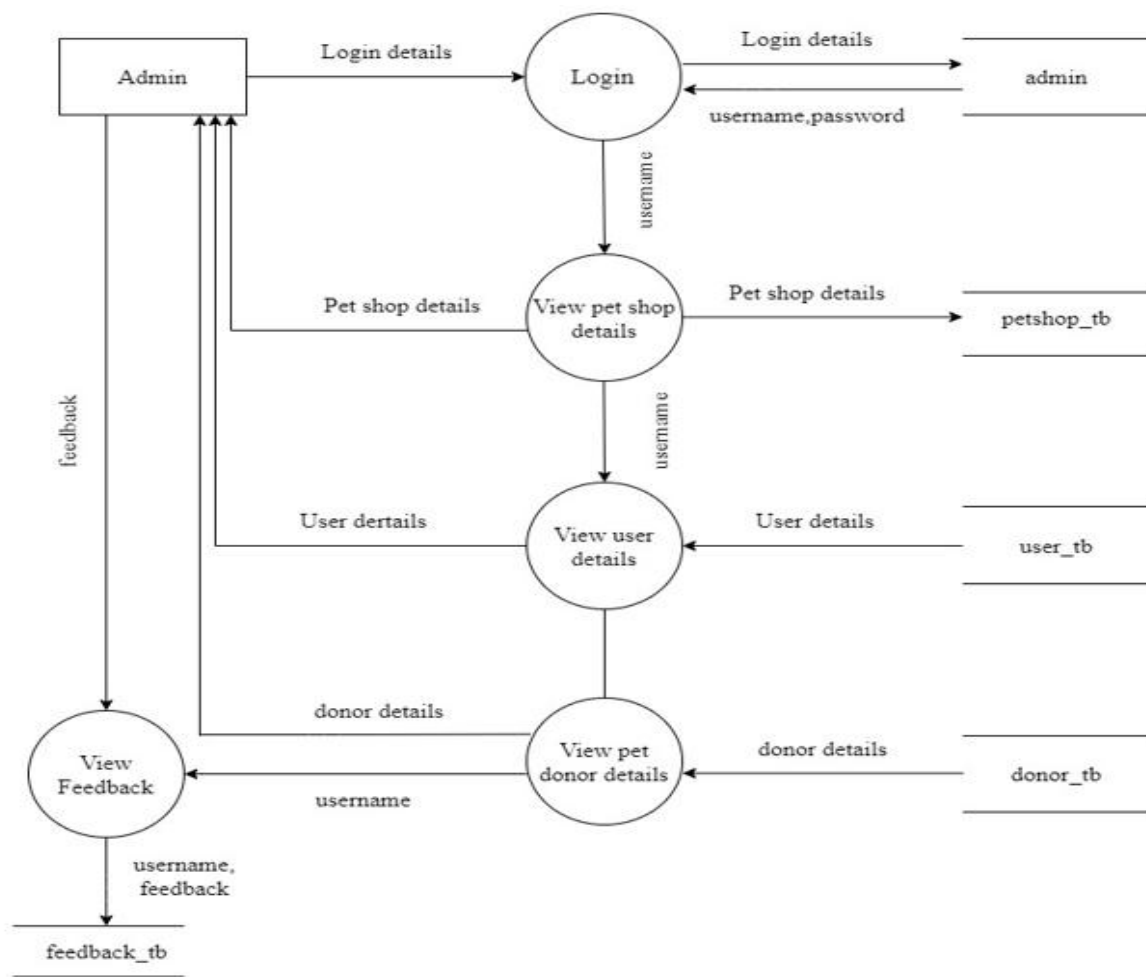 Login details
Login details
Admin
Login
admin
username,password
username
Pet shop details
Pet shop details
View pet shop
details
petshop_tb
username
feedback
User dertails
User details
View user
details
user_tb
donor details
donor details
View pet
donor details
donor_tb
View
Feedback
username
username,
feedback
feedback_tb